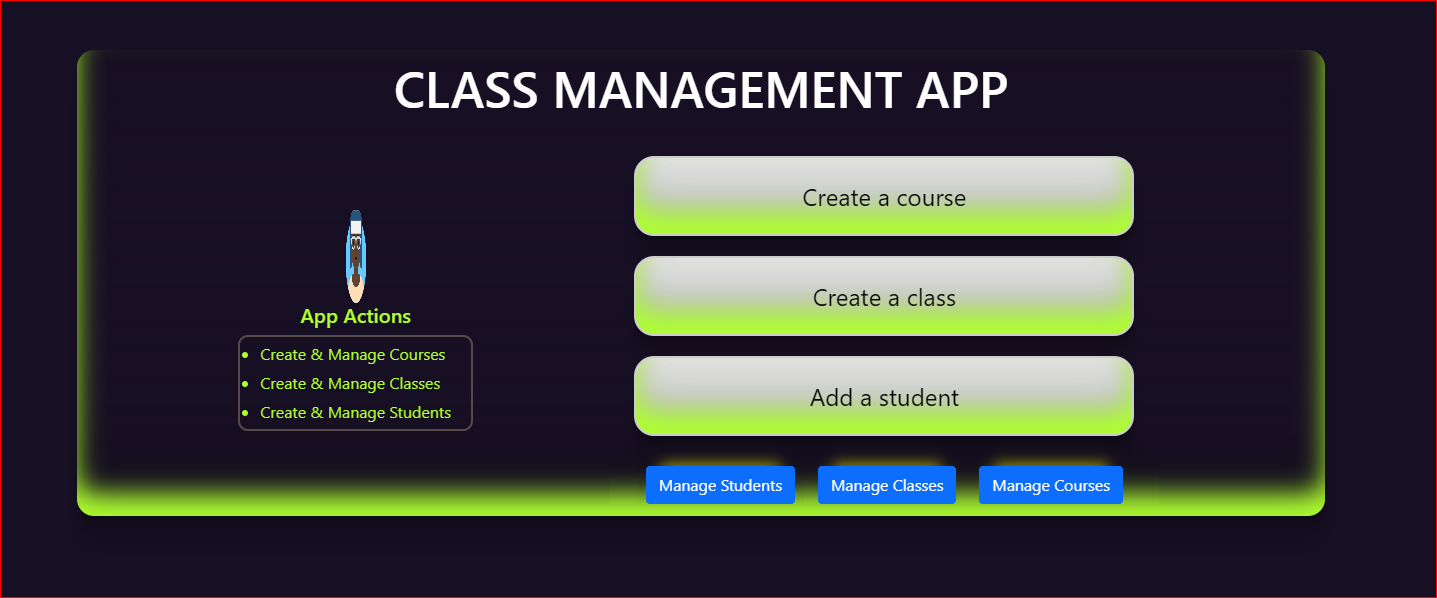 CLASS MANAGEMENT APP
App Actions
Create & Manage Courses
Create & Manage Classes
Create & Manage Students
Create a course
Create a class
Add a student
Manage Students
Manage Classes
Manage Courses